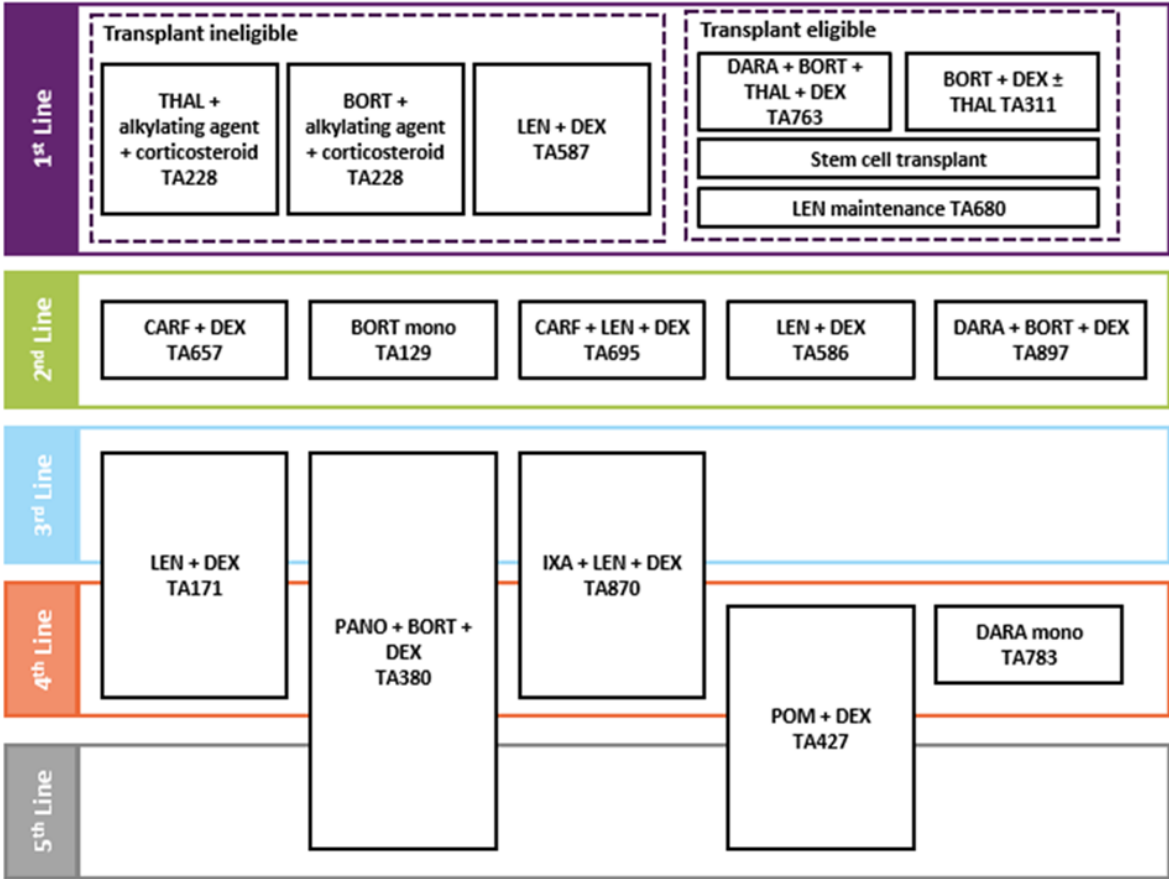 1st Line
Transplant ineligible
THAL +
alkylating agent
+ corticosteroid
TA228
BORT +
alkylating agent
+ corticosteroid
TA228
LEN + DEX
TA587
Transplant eligible
DARA + BORT +
THAL + DEX
TA763
BORT + DEX ±
THAL TA311
Stem cell transplant
LEN maintenance TA680
2nd Line
CARF + DEX
TA657
BORT mono
TA129
CARF + LEN + DEX
TA695
LEN + DEX
TA586
DARA + BORT + DEX
TA897
3rd Line
LEN + DEX
TA171
PANO + BORT +
DEX
TA380
IXA + LEN + DEX
TA870
4th Line
POM + DEX
TA427
DARA mono
TA783
5th Line